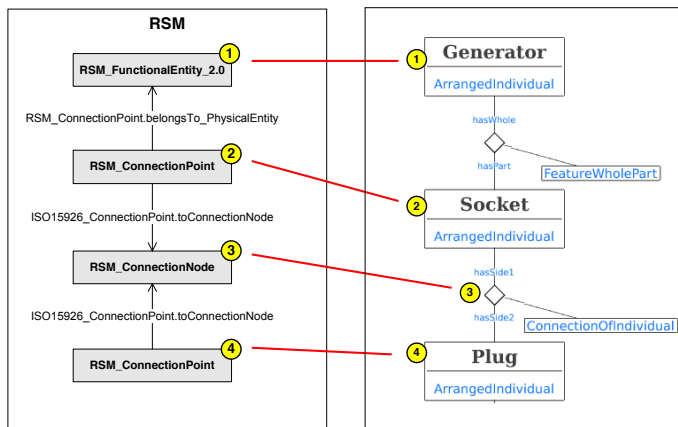 RSM
1
RSM_FunctionalEntity_2.0
RSM_ConnectionPoint.belongsTo_PhysicalEntity
2
RSM_ConnectionPoint
ISO15926_ConnectionPoint.toConnectionNode
3
RSM_ConnectionNode
ISO15926_ConnectionPoint.toConnectionNode
4
RSM_ConnectionPoint
1
Generator
ArrangedIndividual
hasWhole
hasPart
FeatureWholePart
2
Socket
ArrangedIndividual
hasSide1
3
hasSide2
ConnectionOfIndividual
4
Plug
ArrangedIndividual